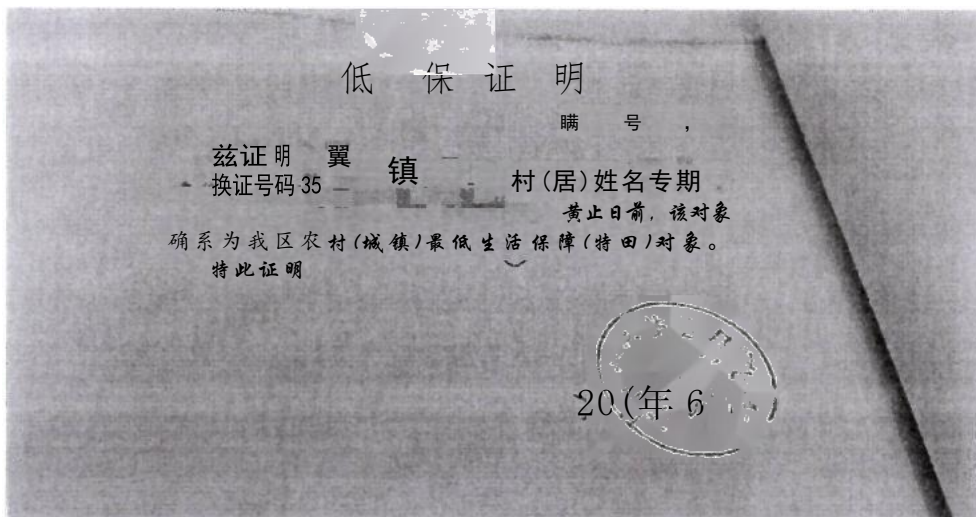 低保证明
瞒号,
兹证明 翼 镇 村(居)姓名专期
换证号码35
黄止日前,该对象
确系为我区农村(城镇)最低生活保障(特田)对象。
特此证明
20(年6